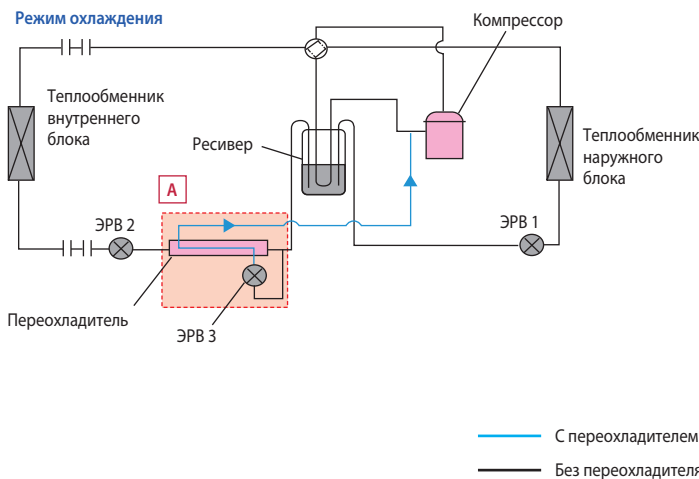 Режим охлаждения
Компрессор
Теплообменник
внутреннего
блока
Ресивер
Теплообменник
наружного
блока
A
ЭРВ 2
ЭРВ 1
Переохладитель
ЭРВ 3
С переохладителем
Без переохладителя